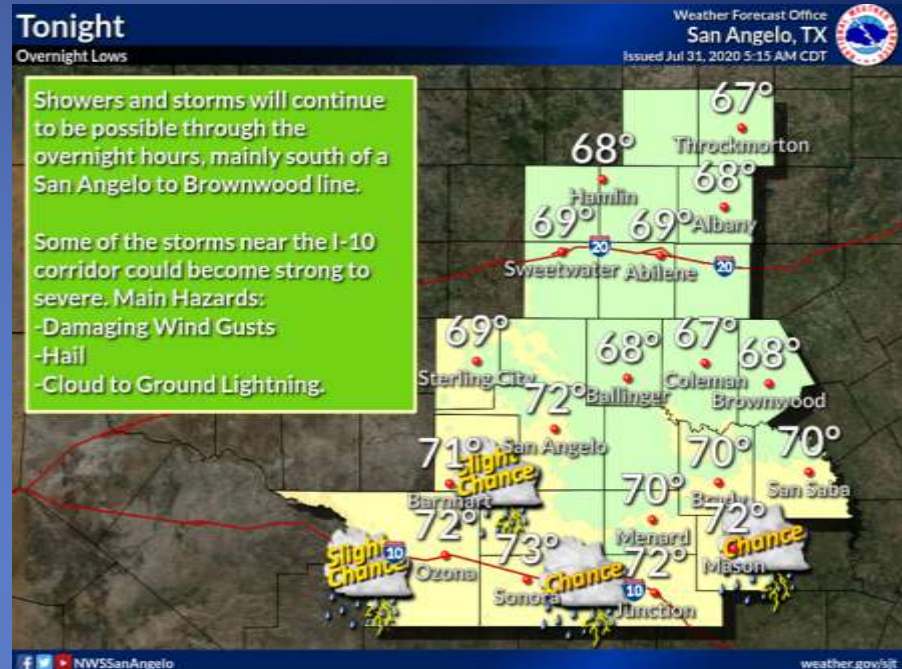 Tonight
Overnight Lows
Weather Forecast Office
San Angelo, TX
Issued Jul 31, 2020 5:15 AM CDT
Showers and storms will continue
to be possible through the
overnight hours, mainly south of a
San Angelo to Brownwood line.
Some of the storms near the I-10
corridor could become strong to
severe. Main Hazards:
-Damaging Wind Gusts
-Hail
-Cloud to Ground Lightning.
67°
Throckmorton
68°
Hamlin
68°
Albany
69°
Sweetwater
20
69°
Abilene
20
69°
Sterling City
68°
Ballinger
67°
Coleman
68°
Brownwood
72°
San Angelo
71°
Barnhart
Slight
Chance
70°
Menard
70°
Brady
70°
San Saba
72°
Mason
Chance
Slight
Chance
10
72°
Ozona
73°
Sonora
Chance
72°
10
Junction
NWSSanAngelo
weather.gov/sjt